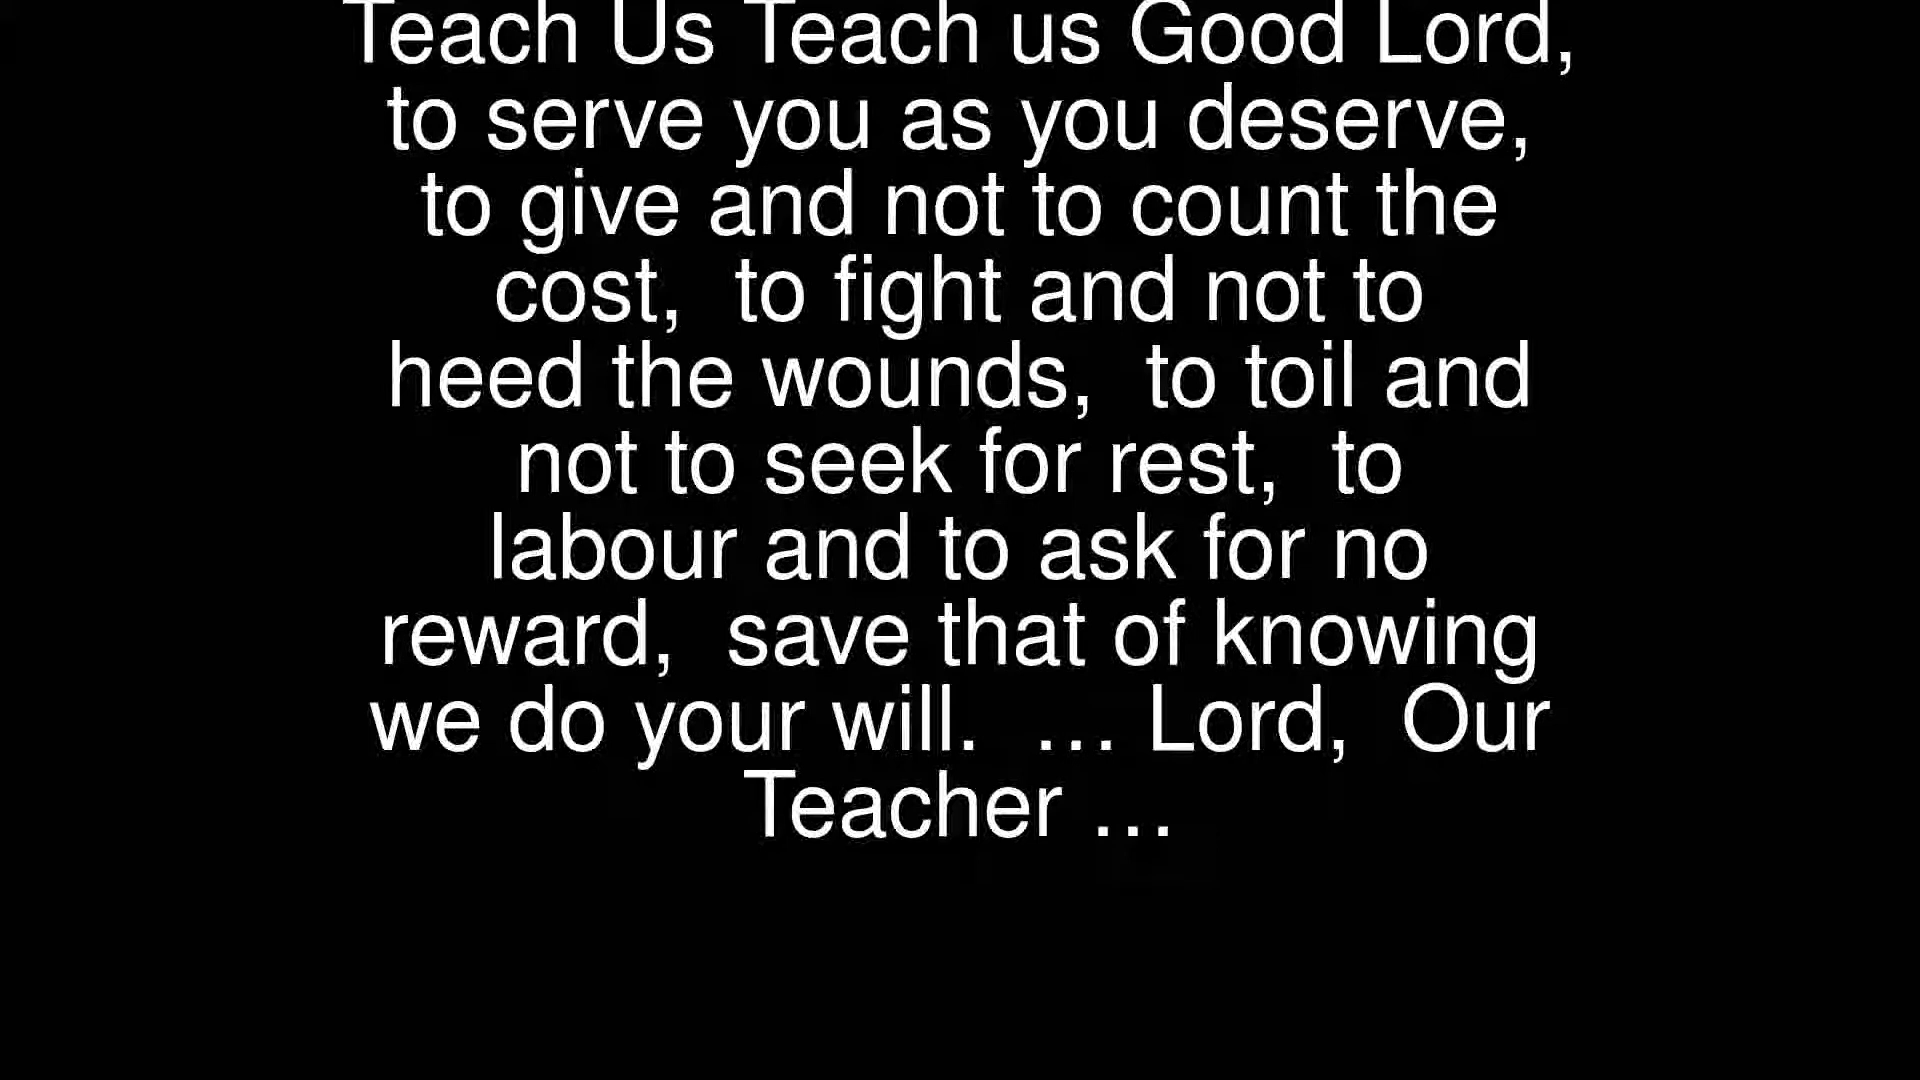 Teach Us Teach us Good Lord,
to serve you as you deserve,
to give and not to count the
cost,  to fight and not to
heed the wounds,  to toil and
not to seek for rest,  to
labour and to ask for no
reward,  save that of knowing
we do your will.  … Lord,  Our
Teacher …